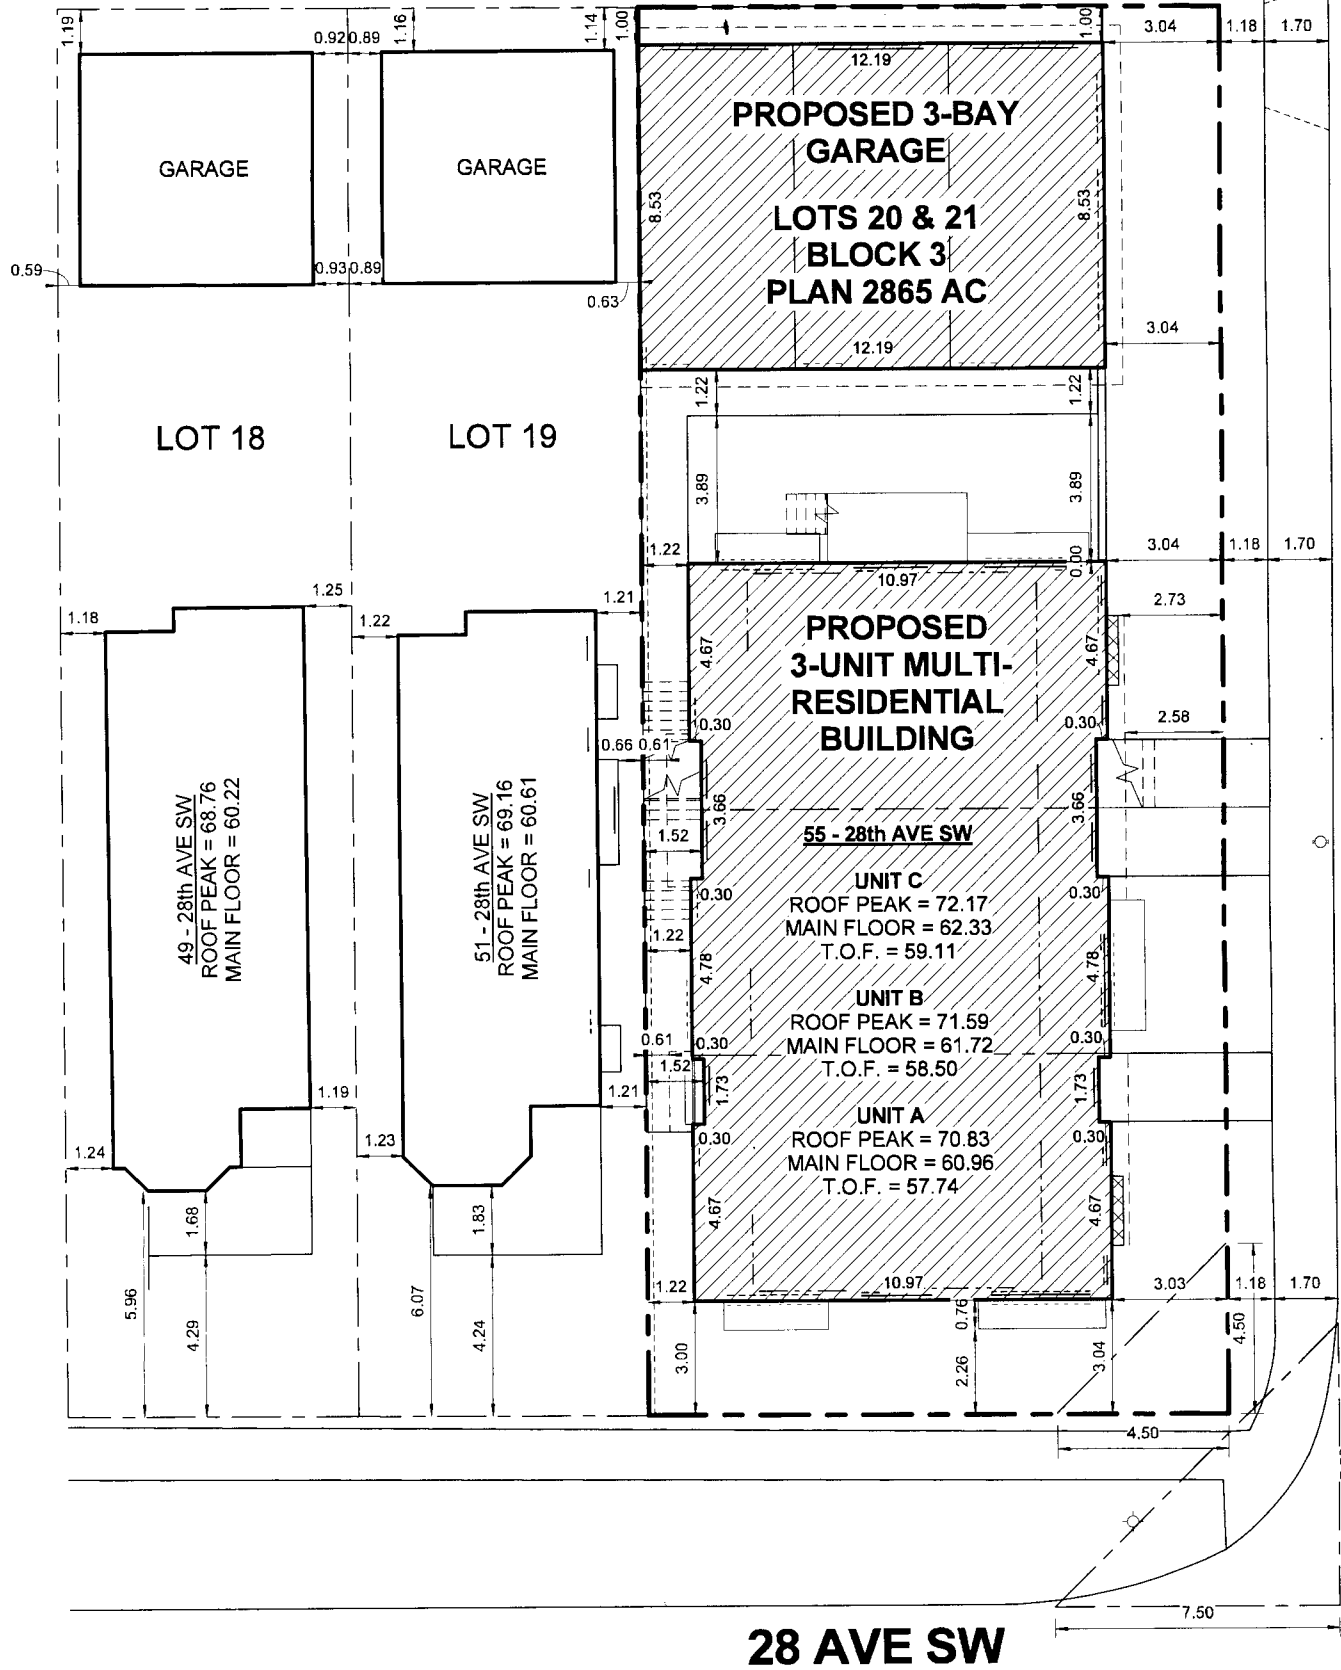 1.19
1.16
1.14
1.00
1.00
3.04
1.18
1.70
0.92
0.89
12.19
PROPOSED 3-BAY
GARAGE
LOTS 20 & 21
BLOCK 3
PLAN 2865 AC
GARAGE
GARAGE
8.53
8.53
0.59
0.93
0.89
0.63
12.19
3.04
1.22
1.22
LOT 18
LOT 19
3.89
3.89
1.22
0.00
3.04
1.18
1.70
10.97
1.18
1.25
1.22
1.21
2.73
PROPOSED
3-UNIT MULTI-
RESIDENTIAL
BUILDING
4.67
4.67
0.30
0.30
2.58
0.66
0.61
49 - 28th AVE SW
ROOF PEAK = 68.76
MAIN FLOOR = 60.22
51 - 28th AVE SW
ROOF PEAK = 69.16
MAIN FLOOR = 60.61
3.66
3.66
1.52
55 - 28th AVE SW
UNIT C
ROOF PEAK = 72.17
MAIN FLOOR = 62.33
T.O.F. = 59.11
0.30
0.30
1.22
4.78
4.78
UNIT B
ROOF PEAK = 71.59
MAIN FLOOR = 61.72
T.O.F. = 58.50
0.61
0.30
0.30
1.52
1.73
1.73
1.19
1.21
UNIT A
ROOF PEAK = 70.83
MAIN FLOOR = 60.96
T.O.F. = 57.74
0.30
0.30
1.24
1.23
1.68
1.83
4.67
4.67
10.97
1.22
3.03
1.18
1.70
5.96
4.29
6.07
4.24
3.00
0.76
2.26
3.04
4.50
4.50
7.50
28 AVE SW